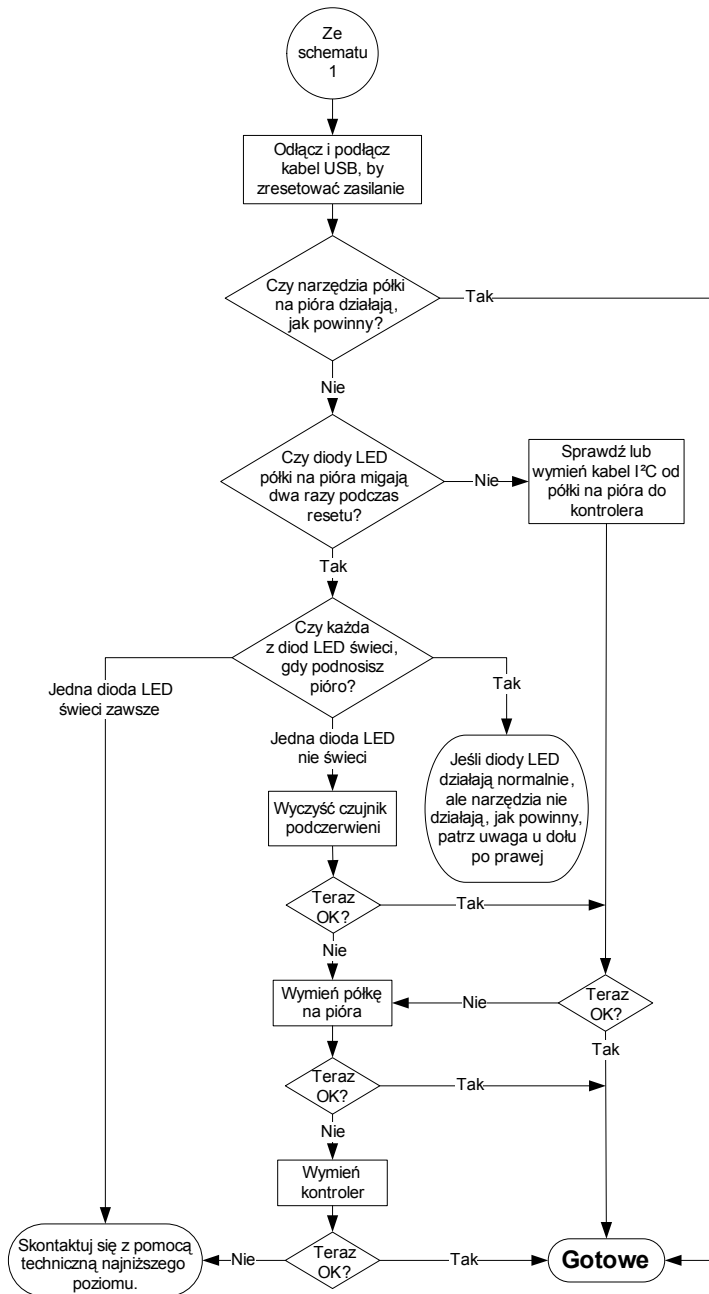 Ze
schematu
1
Odłącz i podłącz
kabel USB, by
zresetować zasilanie
Czy narzędzia półki
na pióra działają,
jak powinny?
Tak
Nie
Czy diody LED
półki na pióra migają
dwa razy podczas
resetu?
Nie
Sprawdź lub
wymień kabel I²C od
półki na pióra do
kontrolera
Tak
Czy każda
z diod LED świeci,
gdy podnosisz
pióro?
Jedna dioda LED
świeci zawsze
Tak
Jedna dioda LED
nie świeci
Jeśli diody LED
działają normalnie,
ale narzędzia nie
działają, jak powinny,
patrz uwaga u dołu
po prawej
Wyczyść czujnik
podczerwieni
Teraz
OK?
Tak
Nie
Wymień półkę
na pióra
Nie
Teraz
OK?
Tak
Teraz
OK?
Tak
Nie
Wymień
kontroler
Skontaktuj się z pomocą
techniczną najniższego
poziomu.
Nie
Teraz
OK?
Tak
Gotowe